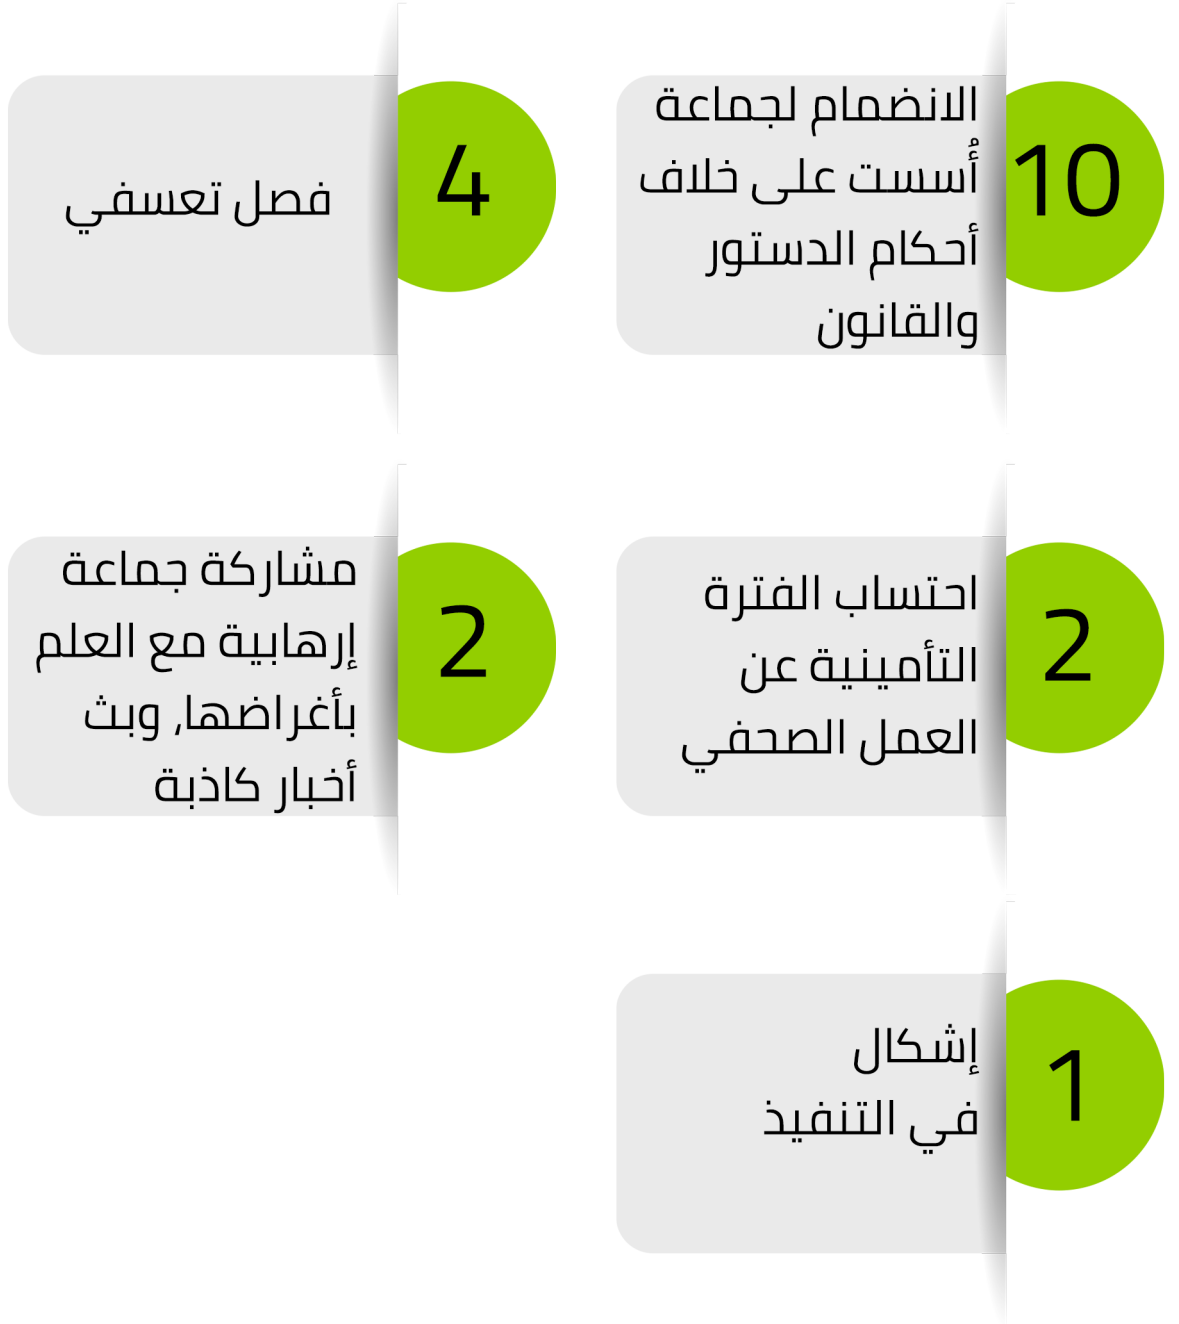 10
الانضمام لجماعة
أُسست على خلاف
أحكام الدستور
والقانون
4
فصل تعسفي
2
احتساب الفترة
التأمينية عن
العمل الصحفي
2
مشاركة جماعة
إرهابية مع العلم
بأغراضها، وبث
أخبار كاذبة
1
إشكال
في التنفيذ